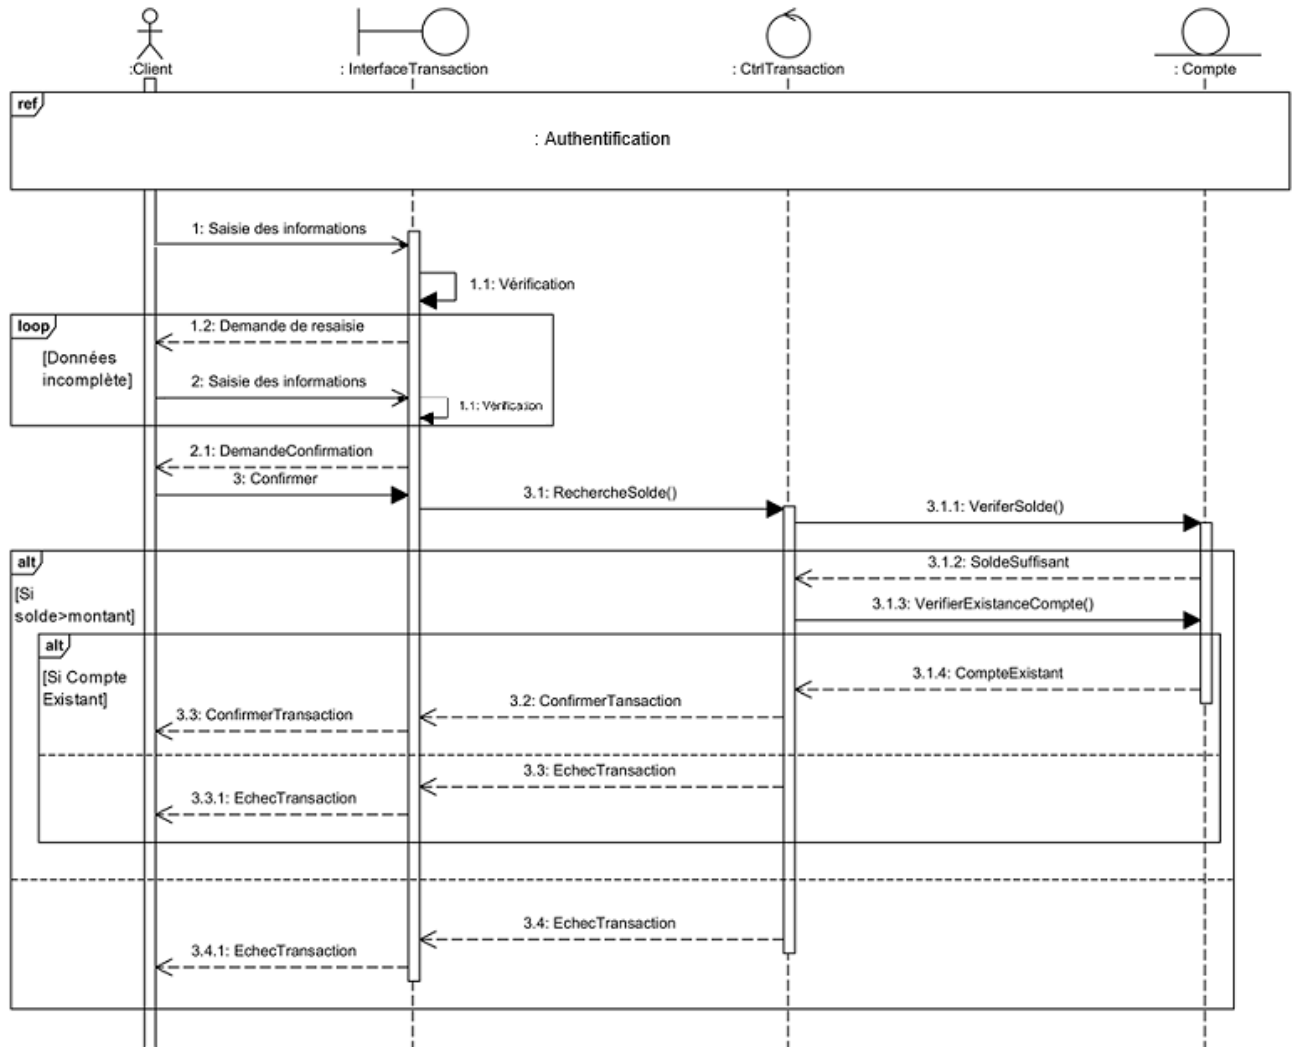 :Client
: InterfaceTransaction
: CtrlTransaction
: Compte
ref
: Authentification
1: Saisie des informations
1.1: Vérification
loop
1.2: Demande de resaisie
[Données
incomplète]
2: Saisie des informations
1.1: Vérification
2.1: DemandeConfirmation
3: Confirmer
3.1: RechercheSolde()
3.1.1: VeriferSolde()
alt
3.1.2: SoldeSuffisant
[Si
solde>montant]
3.1.3: VerifierExistanceCompte()
alt
[Si Compte
Existant]
3.1.4: CompteExistant
3.2: ConfirmerTansaction
3.3: ConfirmerTransaction
3.3: EchecTransaction
3.3.1: EchecTransaction
3.4: EchecTransaction
3.4.1: EchecTransaction